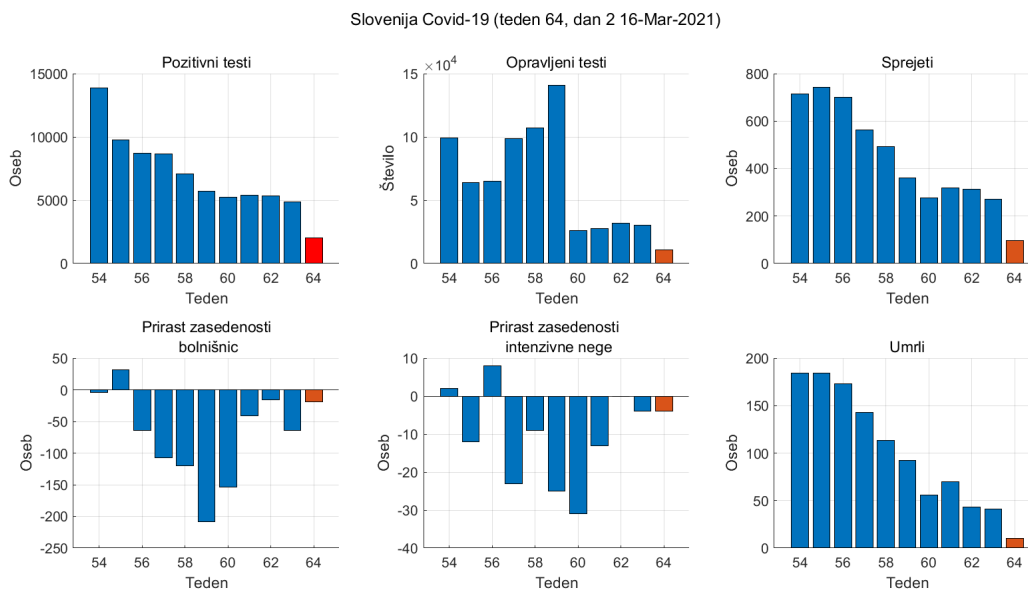 Slovenija Covid-19 (teden 64, dan 2 16-Mar-2021)
Pozitivni testi
15000
10000
5000
0
Oseb
54 56 58 60 62 64
Teden
Opravljeni testi
×10⁴
15
10
5
0
Število
54 56 58 60 62 64
Teden
Sprejeti
800
600
400
200
0
Oseb
54 56 58 60 62 64
Teden
Prirast zasedenosti
bolnišnic
50
0
-50
-100
-150
-200
-250
Oseb
54 56 58 60 62 64
Teden
Prirast zasedenosti
intenzivne nege
10
0
-10
-20
-30
-40
Oseb
54 56 58 60 62 64
Teden
Umrli
200
150
100
50
0
Oseb
54 56 58 60 62 64
Teden